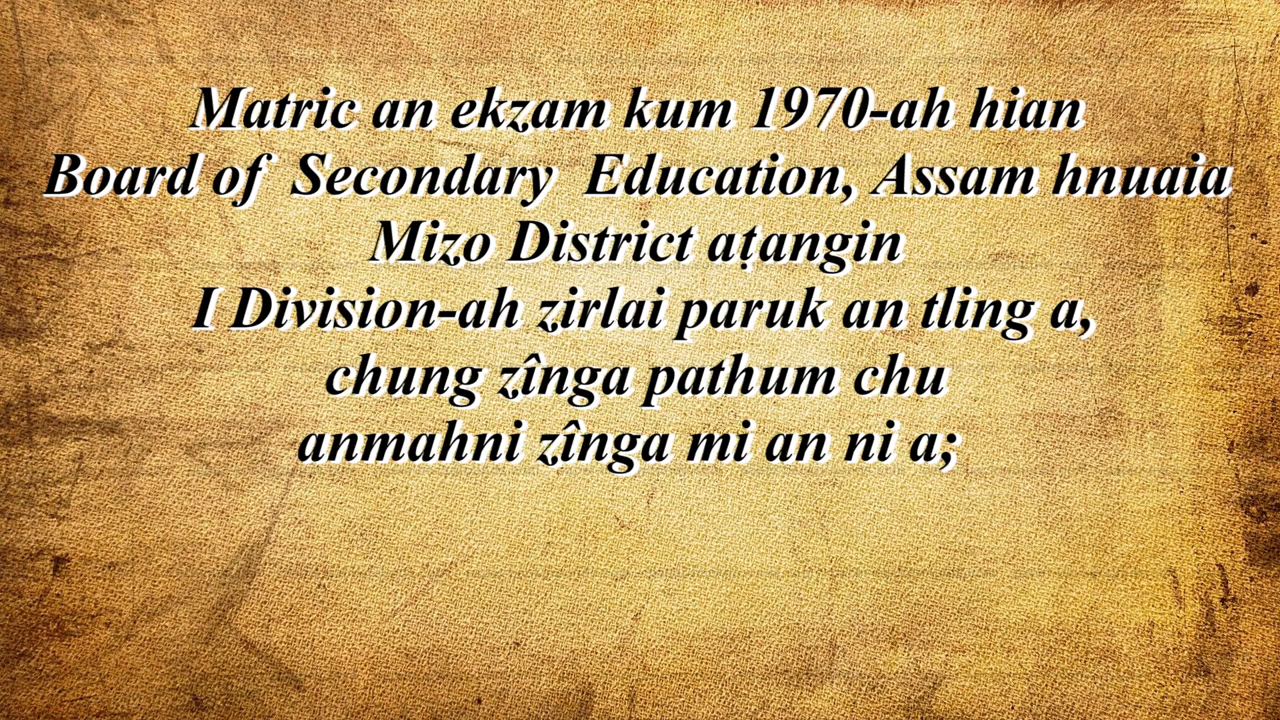 Matric an ekzam kum 1970-ah hian
Board of Secondary Education, Assam hnuaia
Mizo District aṭangin
I Division-ah zirlai paruk an tling a,
chung zînga pathum chu
anmahni zînga mi an ni a;